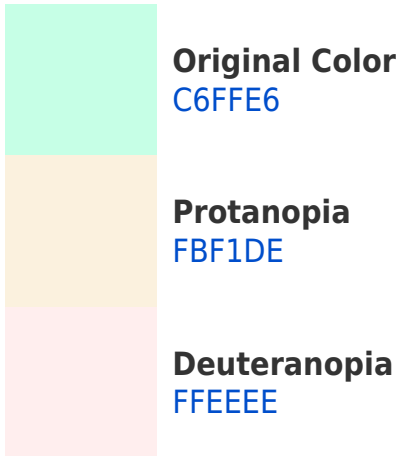 Original Color
C6FFE6
Protanopia
FBF1DE
Deuteranopia
FFEEEE